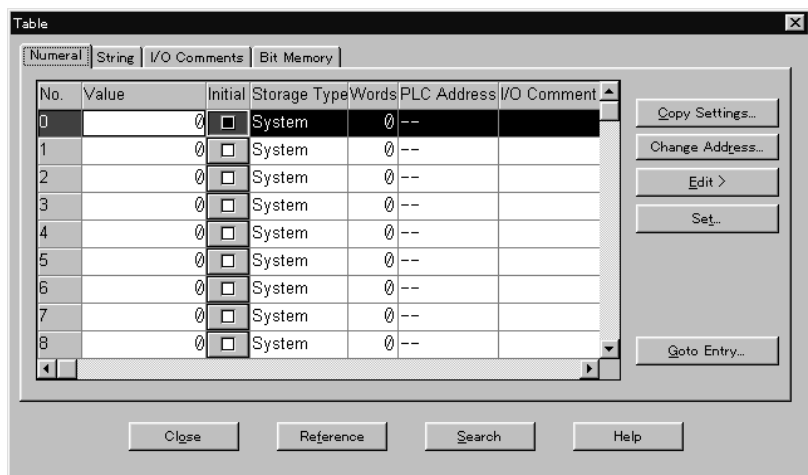 Table
Numeral String I/O Comments Bit Memory
No. Value Initial Storage Type Words PLC Address I/O Comment
0 0 System 0 --
1 0 System 0 --
2 0 System 0 --
3 0 System 0 --
4 0 System 0 --
5 0 System 0 --
6 0 System 0 --
7 0 System 0 --
8 0 System 0 --
Copy Settings...
Change Address...
Edit >
Set...
Goto Entry...
Close Reference Search Help